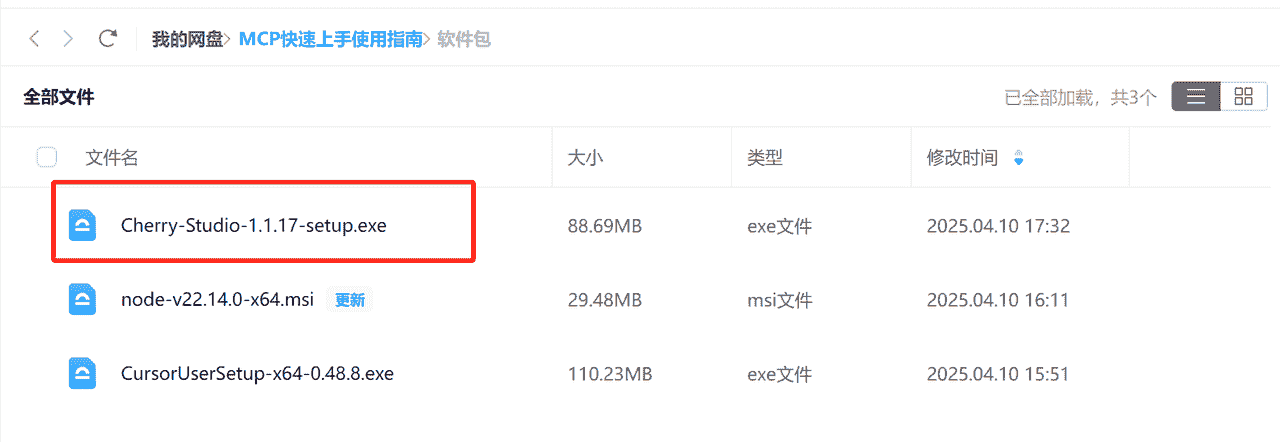 我的网盘> MCP快速上手使用指南> 软件包
全部文件 已全部加载，共3个
文件名 大小 类型 修改时间
Cherry-Studio-1.1.17-setup.exe 88.69MB exe文件 2025.04.10 17:32
node-v22.14.0-x64.msi 更新 29.48MB msi文件 2025.04.10 16:11
CursorUserSetup-x64-0.48.8.exe 110.23MB exe文件 2025.04.10 15:51